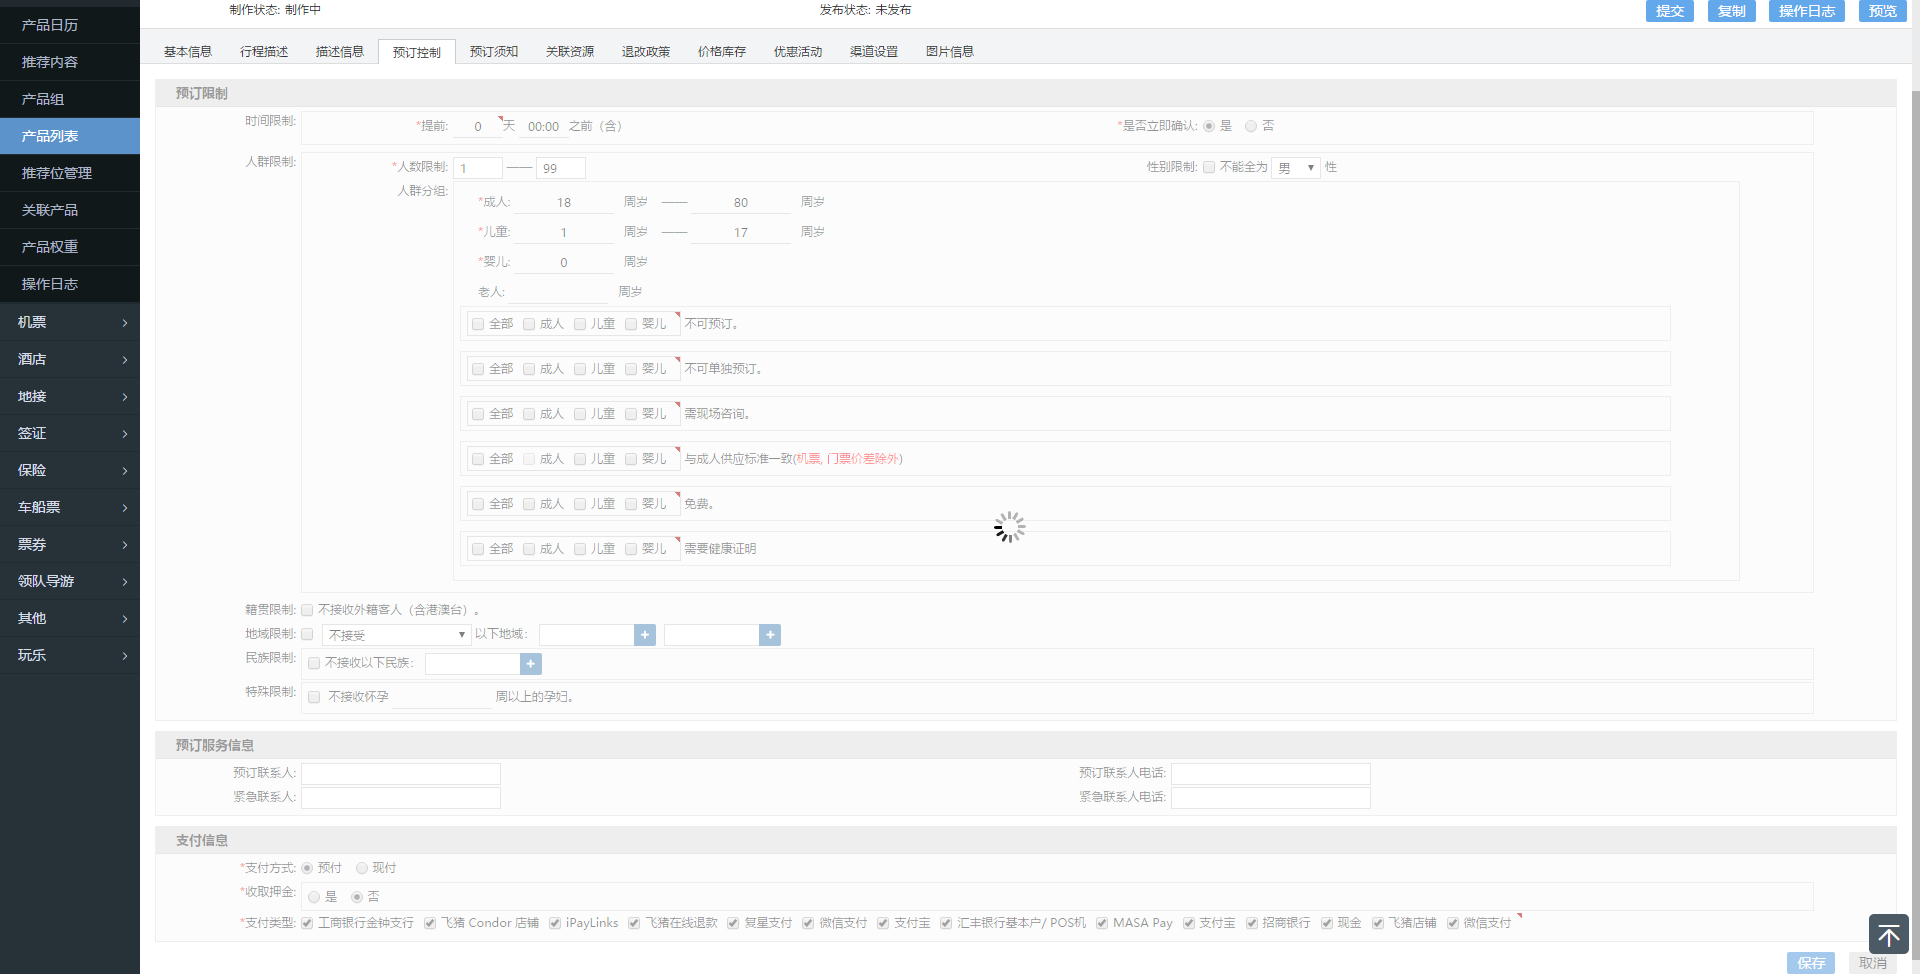 制作状态: 制作中 发布状态: 未发布 提交 复制 操作日志 预览
产品日历
推荐内容
产品组
产品列表
推荐位管理
关联产品
产品权重
操作日志
机票
酒店
地接
签证
保险
车船票
票券
领队导游
其他
玩乐
基本信息 行程描述 描述信息 预订控制 预订须知 关联资源 退改政策 价格库存 优惠活动 渠道设置 图片信息
预订限制
时间限制: *提前: 0 天 00:00 之前（含） *是否立即确认: 是 否
人群限制: *人数限制: 1 —— 99 性别限制: 不能全为 男 性
人群分组:
*成人: 18 周岁 —— 80 周岁
*儿童: 1 周岁 —— 17 周岁
*婴儿: 0 周岁
老人: 周岁
全部 成人 儿童 婴儿 不可预订。
全部 成人 儿童 婴儿 不可单独预订。
全部 成人 儿童 婴儿 需现场咨询。
全部 成人 儿童 婴儿 与成人供应标准一致(机票, 门票价差除外)
全部 成人 儿童 婴儿 免费。
全部 成人 儿童 婴儿 需要健康证明
籍贯限制: 不接收外籍客人（含港澳台）。
地域限制: 不接受 以下地域: + +
民族限制: 不接收以下民族: +
特殊限制: 不接收怀孕 周以上的孕妇。
预订服务信息
预订联系人: 预订联系人电话:
紧急联系人: 紧急联系人电话:
支付信息
*支付方式: 预付 现付
*收取押金: 是 否
*支付类型: 工商银行金钟支行 飞猪 Condor 店铺 iPayLinks 飞猪在线退款 复星支付 微信支付 支付宝 汇丰银行基本户/ POS机 MASA Pay 支付宝 招商银行 现金 飞猪店铺 微信支付
保存 取消